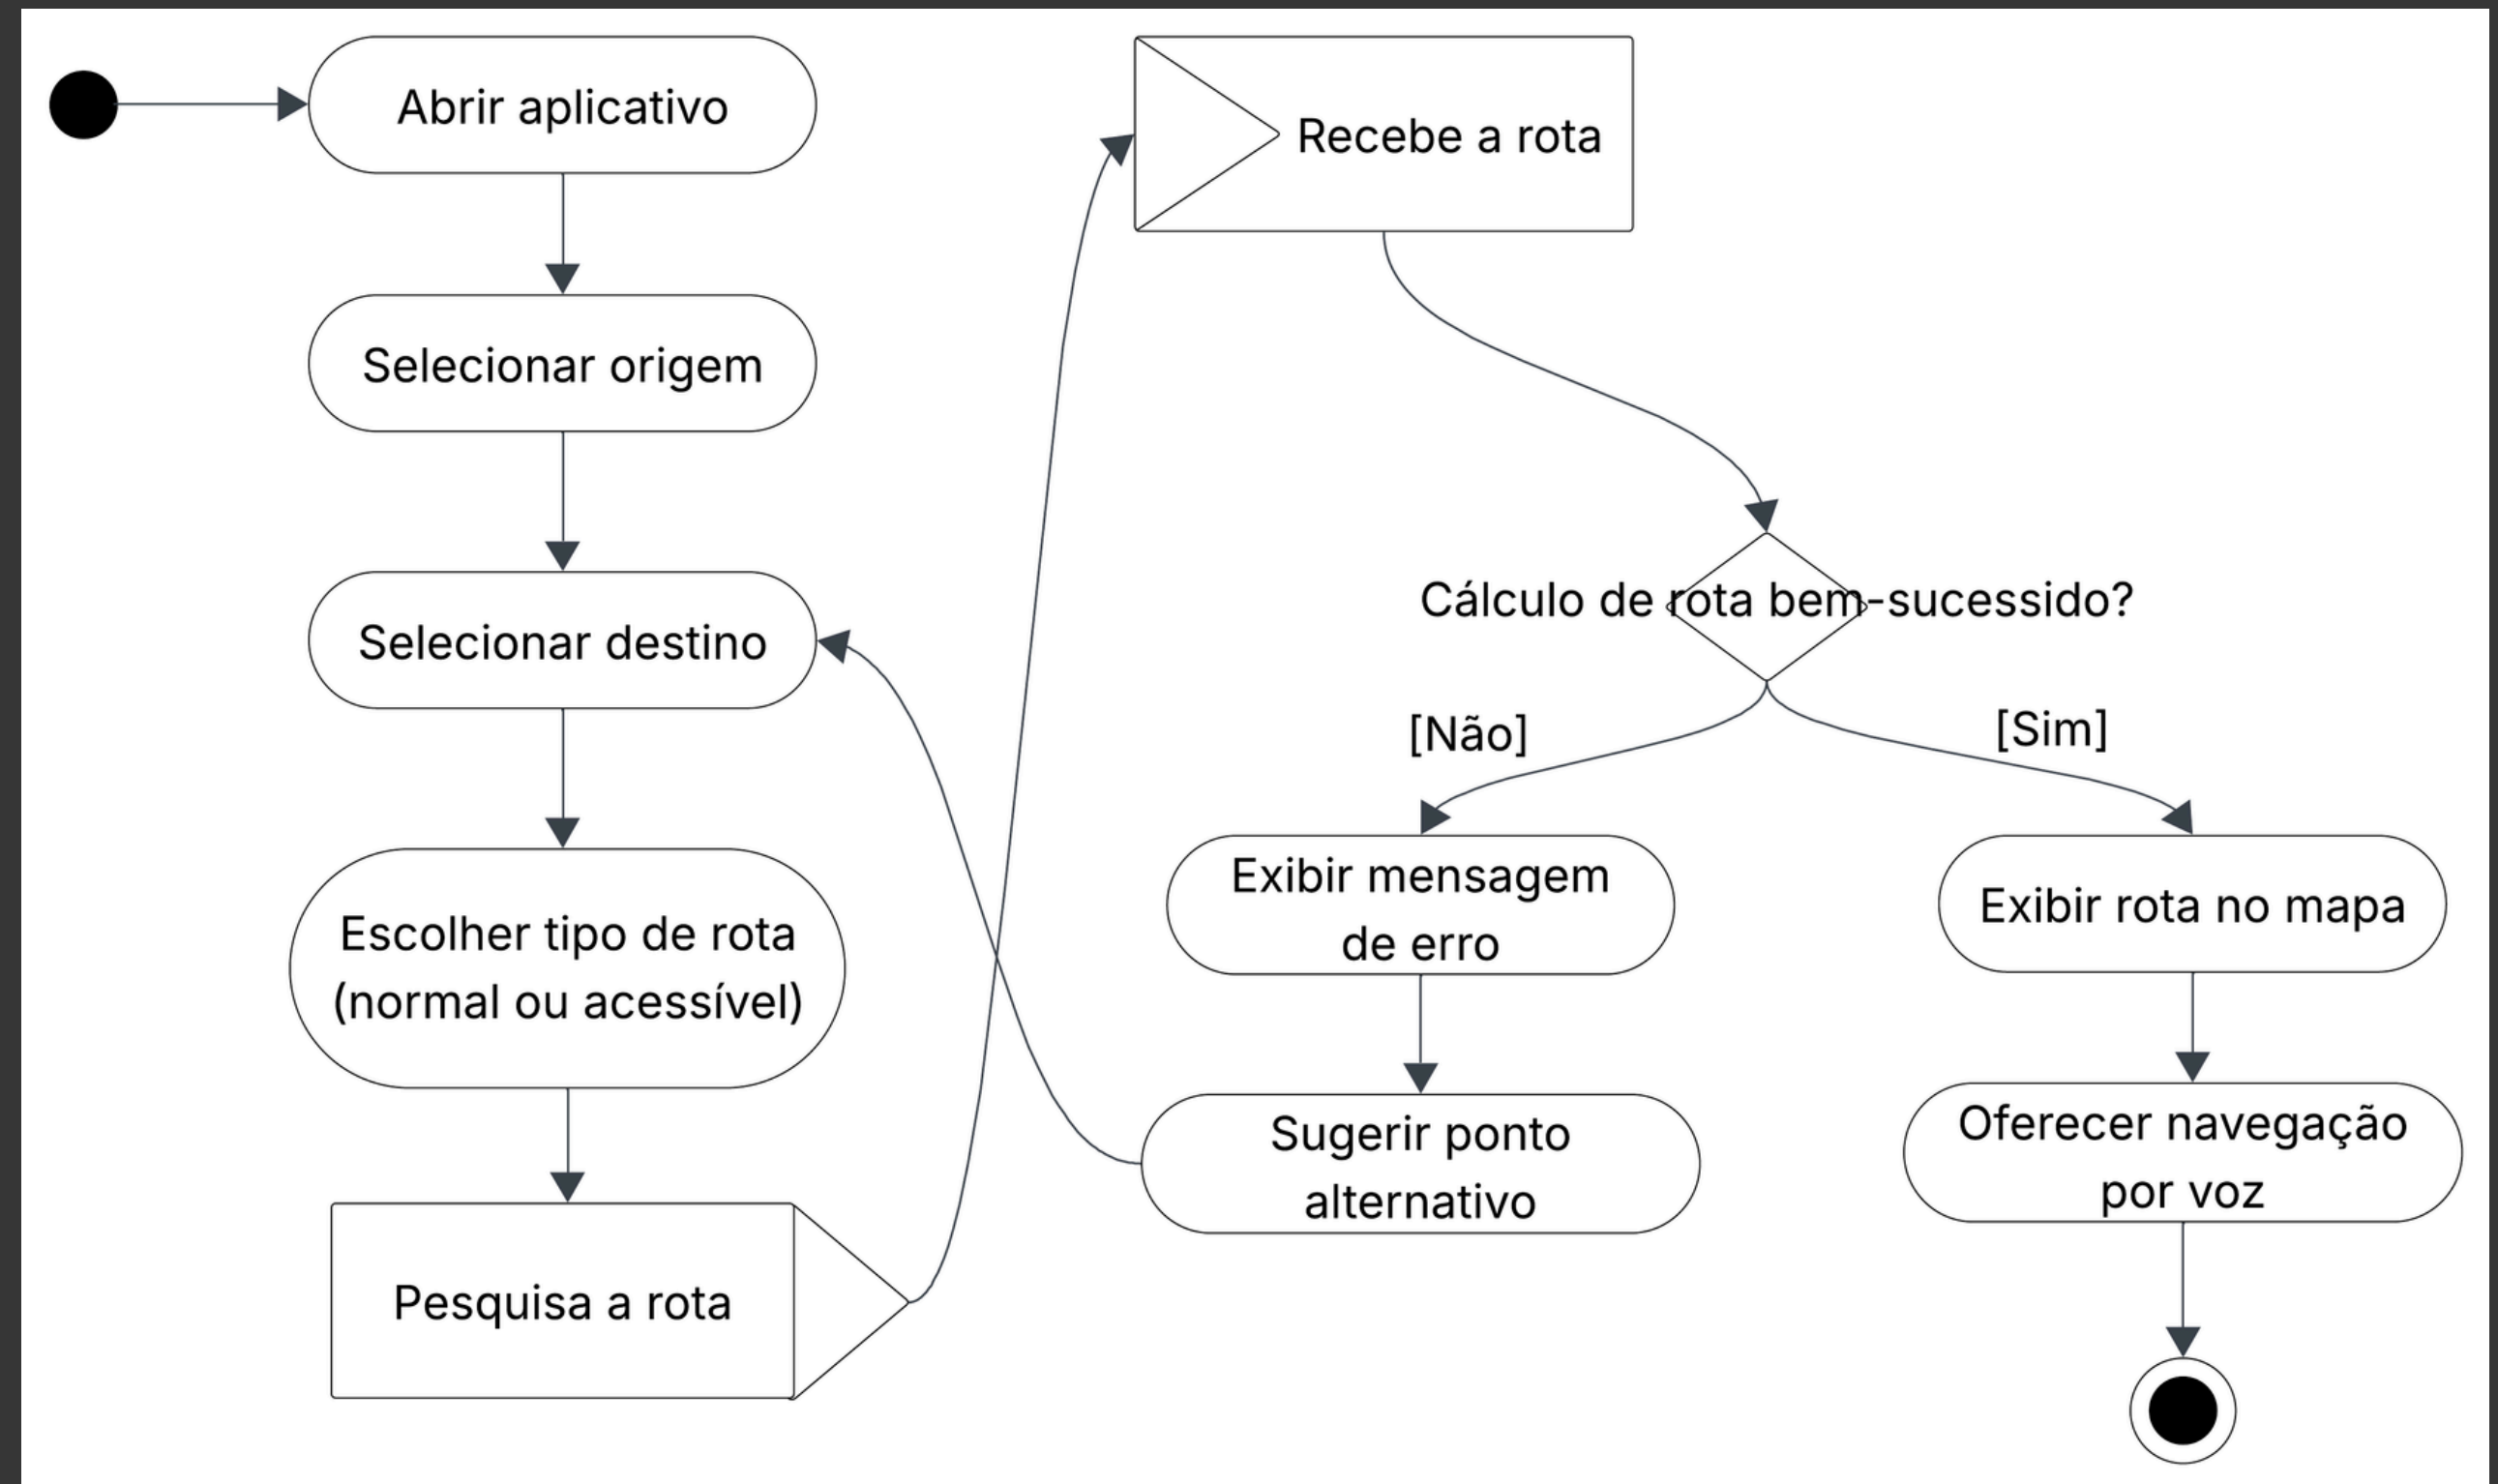 Abrir aplicativo
Selecionar origem
Selecionar destino
Escolher tipo de rota
(normal ou acessível)
Pesquisa a rota
Recebe a rota
Cálculo de rota bem-sucessido?
[Não]
[Sim]
Exibir mensagem
de erro
Sugerir ponto
alternativo
Exibir rota no mapa
Oferecer navegação
por voz